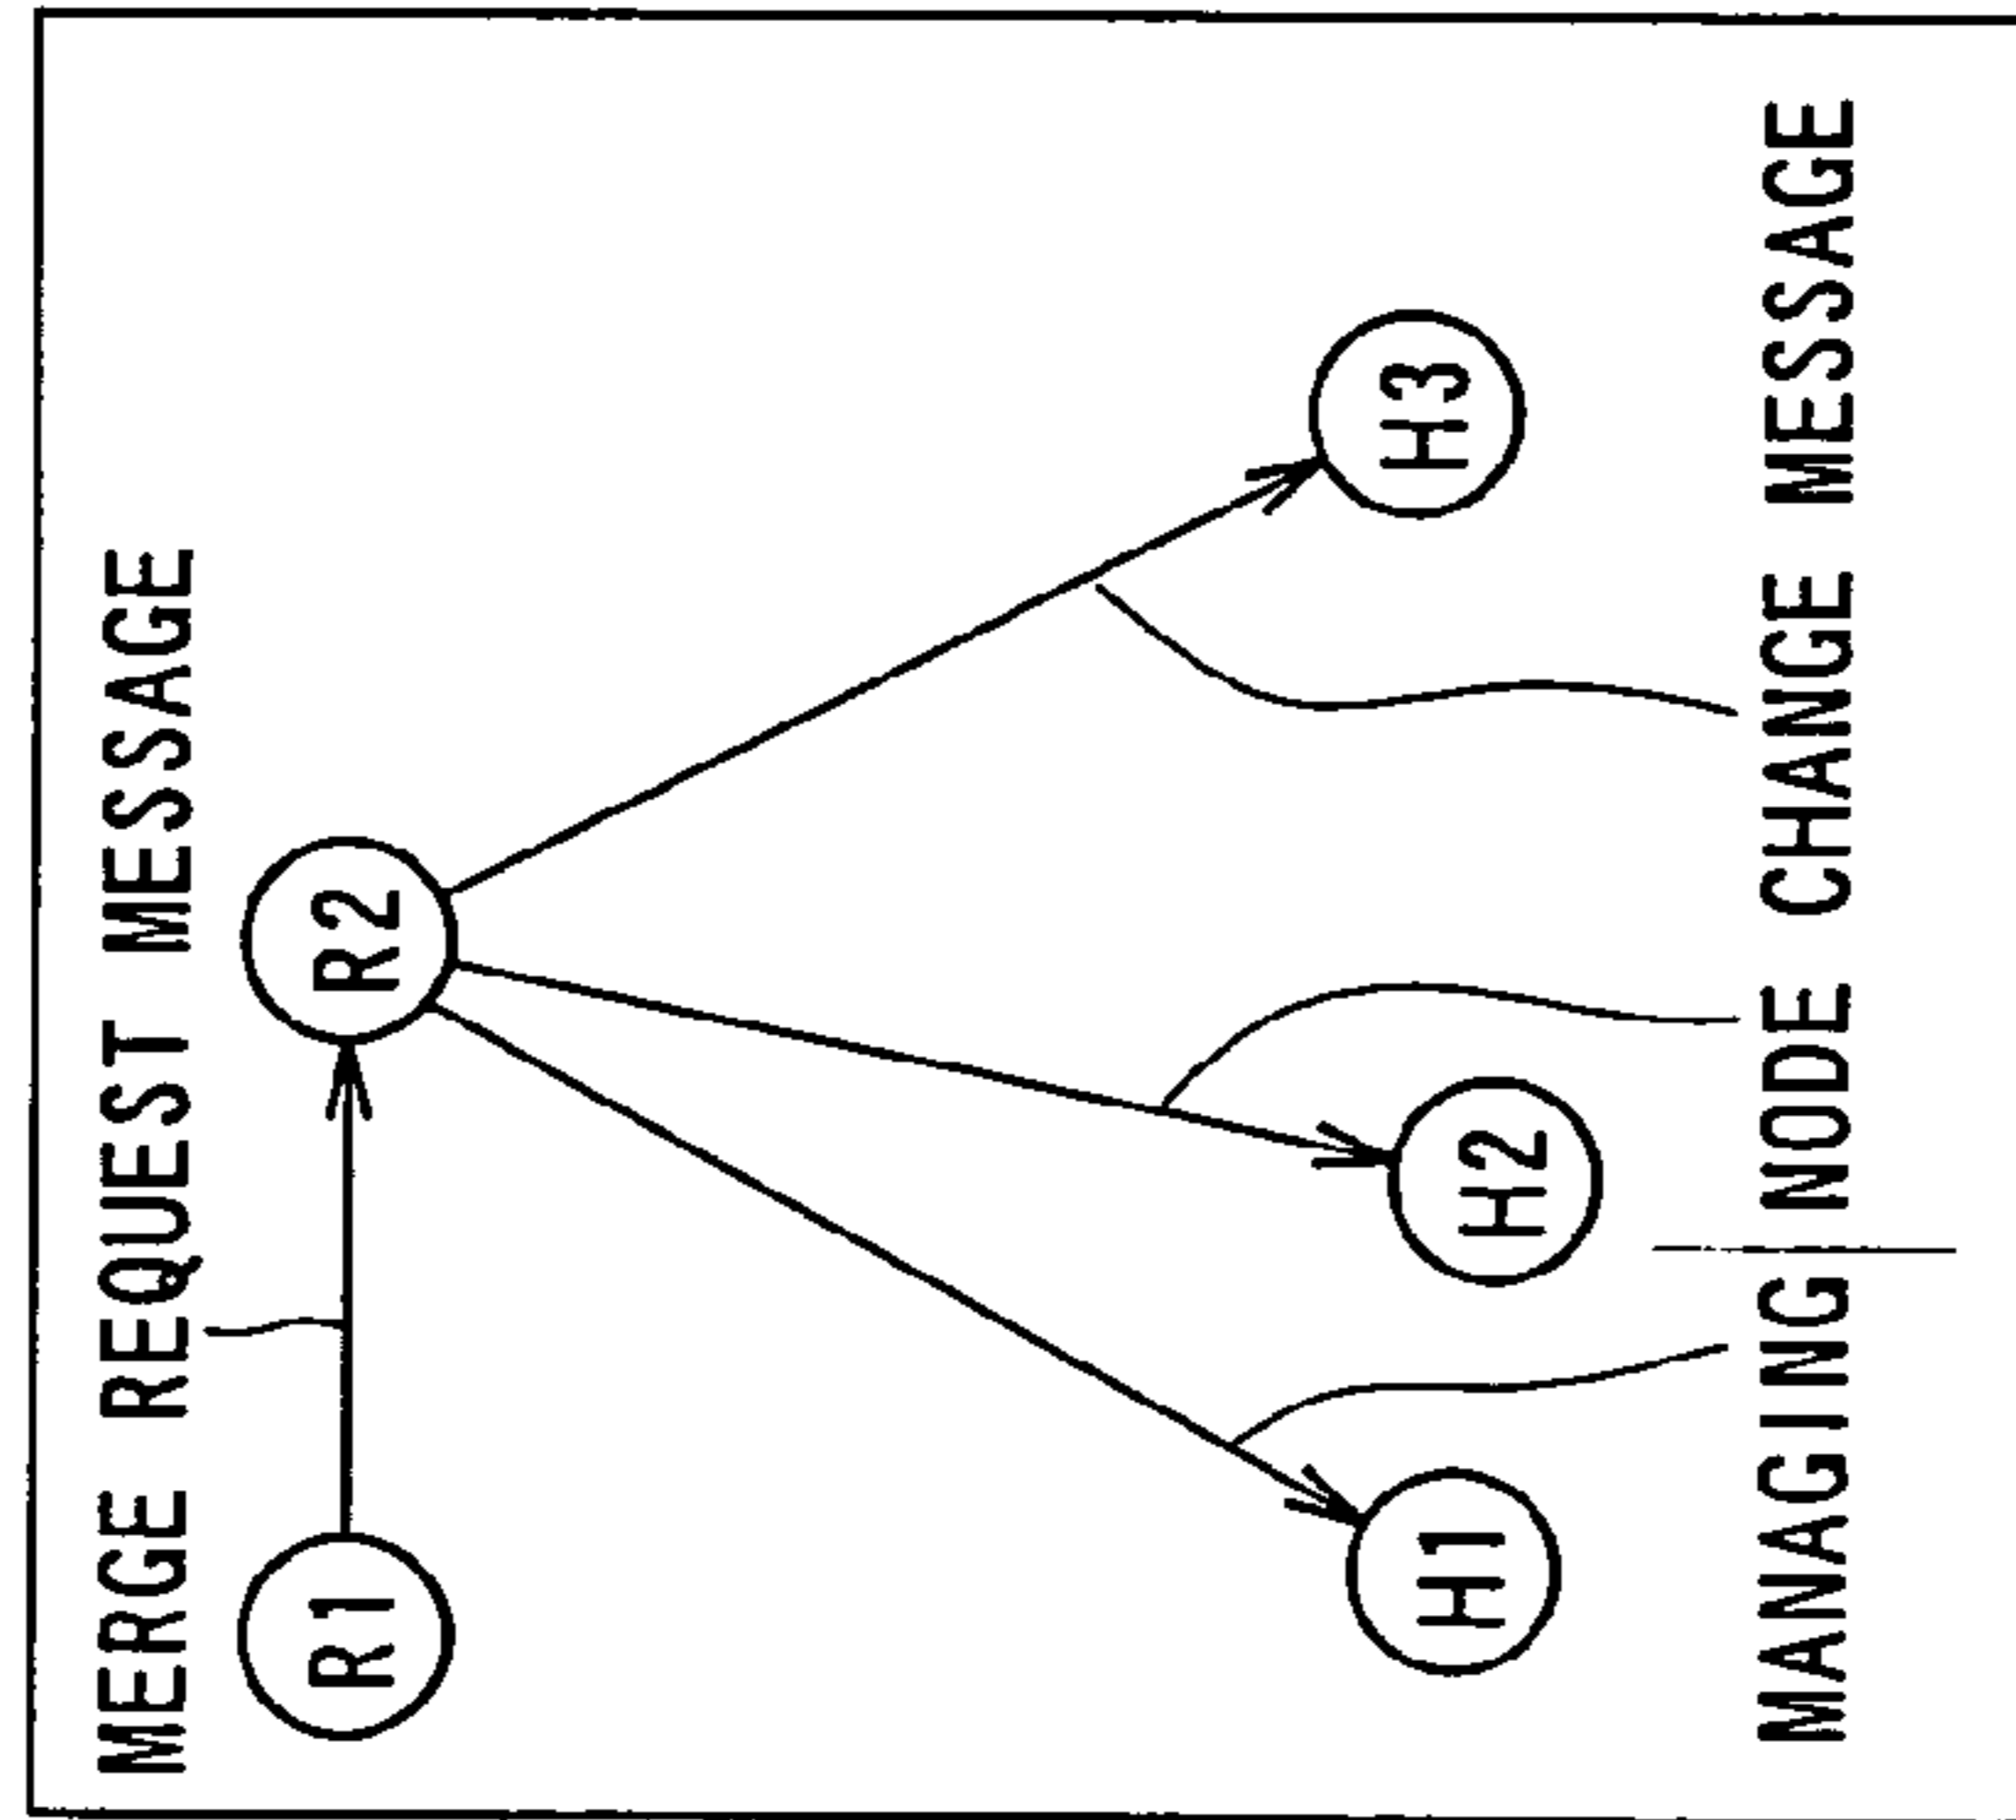 MERGE REQUEST MESSAGE
R1
R2
H1
H2
H3
MANAGING NODE CHANGE MESSAGE